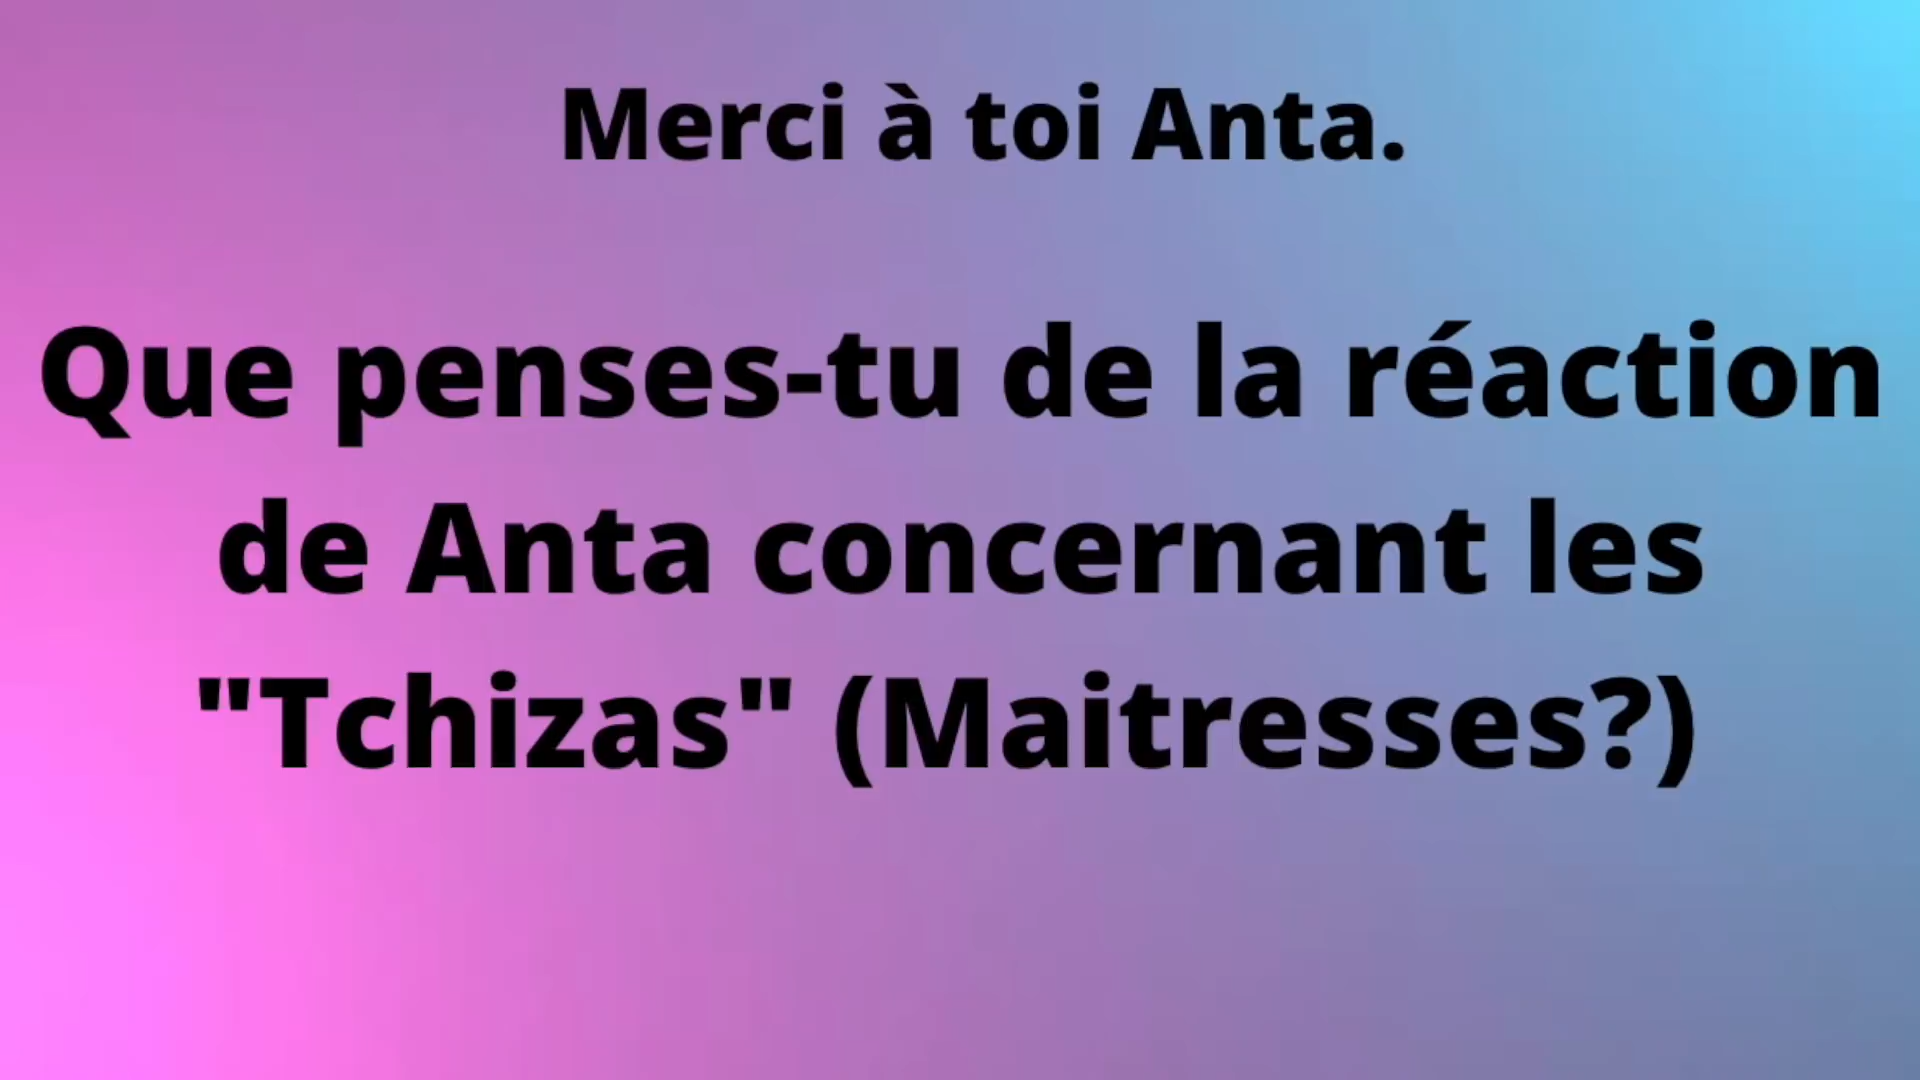 Merci à toi Anta.
Que penses-tu de la réaction
de Anta concernant les
"Tchizas" (Maitresses?)